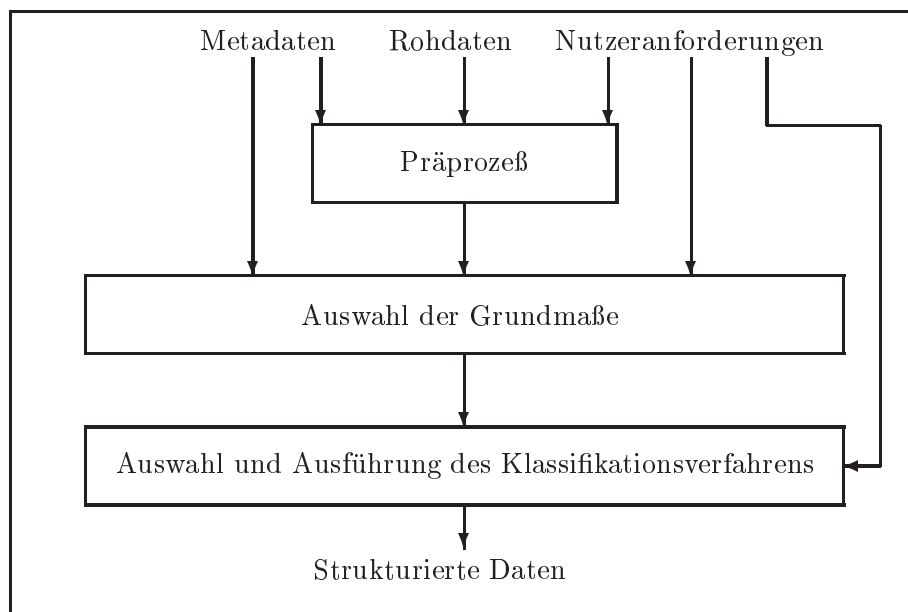 Metadaten Rohdaten Nutzeranforderungen
Präprozeß
Auswahl der Grundmaße
Auswahl und Ausführung des Klassifikationsverfahrens
Strukturierte Daten